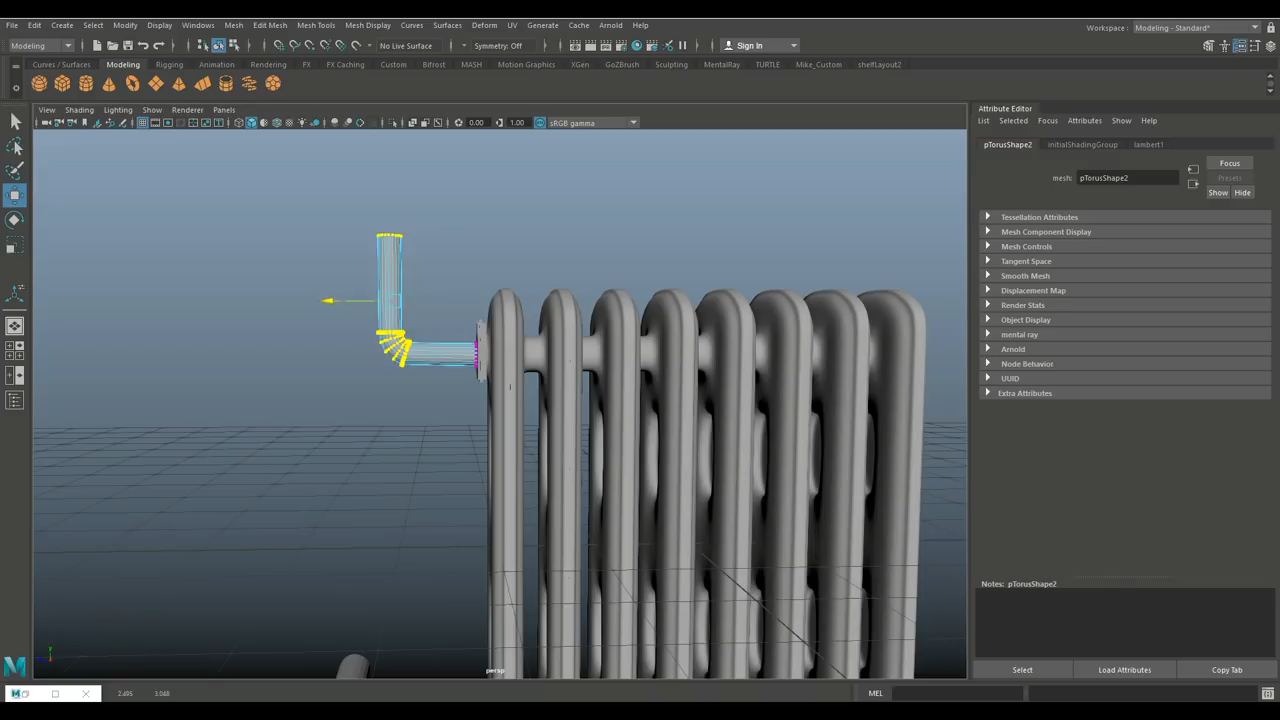 File Edit Create Select Modify Display Windows Mesh Edit Mesh Mesh Tools Mesh Display Curves Surfaces Deform UV Generate Cache Arnold Help
Workspace: Modeling - Standard*
Modeling
No Live Surface
Symmetry: Off
Sign In
Curves / Surfaces Modeling Rigging Animation Rendering FX FX Caching Custom Bifrost MASH Motion Graphics XGen GoZBrush Sculpting MentalRay TURTLE Mike_Custom shelfLayout2
View Shading Lighting Show Renderer Panels
0.00 1.00 sRGB gamma
persp
Attribute Editor
List Selected Focus Attributes Show Help
pTorusShape2 initialShadingGroup lambert1
mesh: pTorusShape2
Focus
Presets
Show Hide
Tessellation Attributes
Mesh Component Display
Mesh Controls
Tangent Space
Smooth Mesh
Displacement Map
Render Stats
Object Display
mental ray
Arnold
Node Behavior
UUID
Extra Attributes
Notes: pTorusShape2
Select Load Attributes Copy Tab
2.495 3.048
MEL